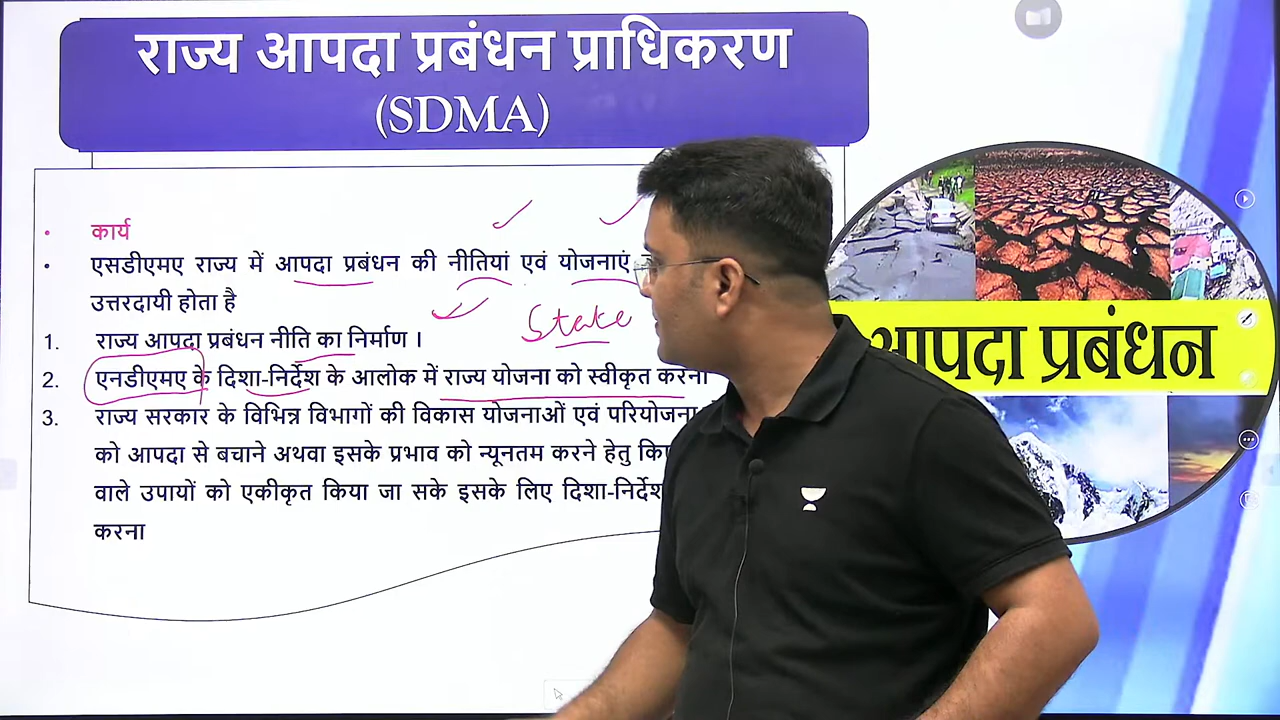 राज्य आपदा प्रबंधन प्राधिकरण
(SDMA)
• कार्य
• एसडीएमए राज्य में आपदा प्रबंधन की नीतियां एवं योजनाएं
उत्तरदायी होता है
State
1. राज्य आपदा प्रबंधन नीति का निर्माण ।
2. एनडीएमए के दिशा-निर्देश के आलोक में राज्य योजना को स्वीकृत करना
3. राज्य सरकार के विभिन्न विभागों की विकास योजनाओं एवं परियोजना
को आपदा से बचाने अथवा इसके प्रभाव को न्यूनतम करने हेतु
वाले उपायों को एकीकृत किया जा सके इसके लिए दिशा-निर्देश
करना
आपदा प्रबंधन